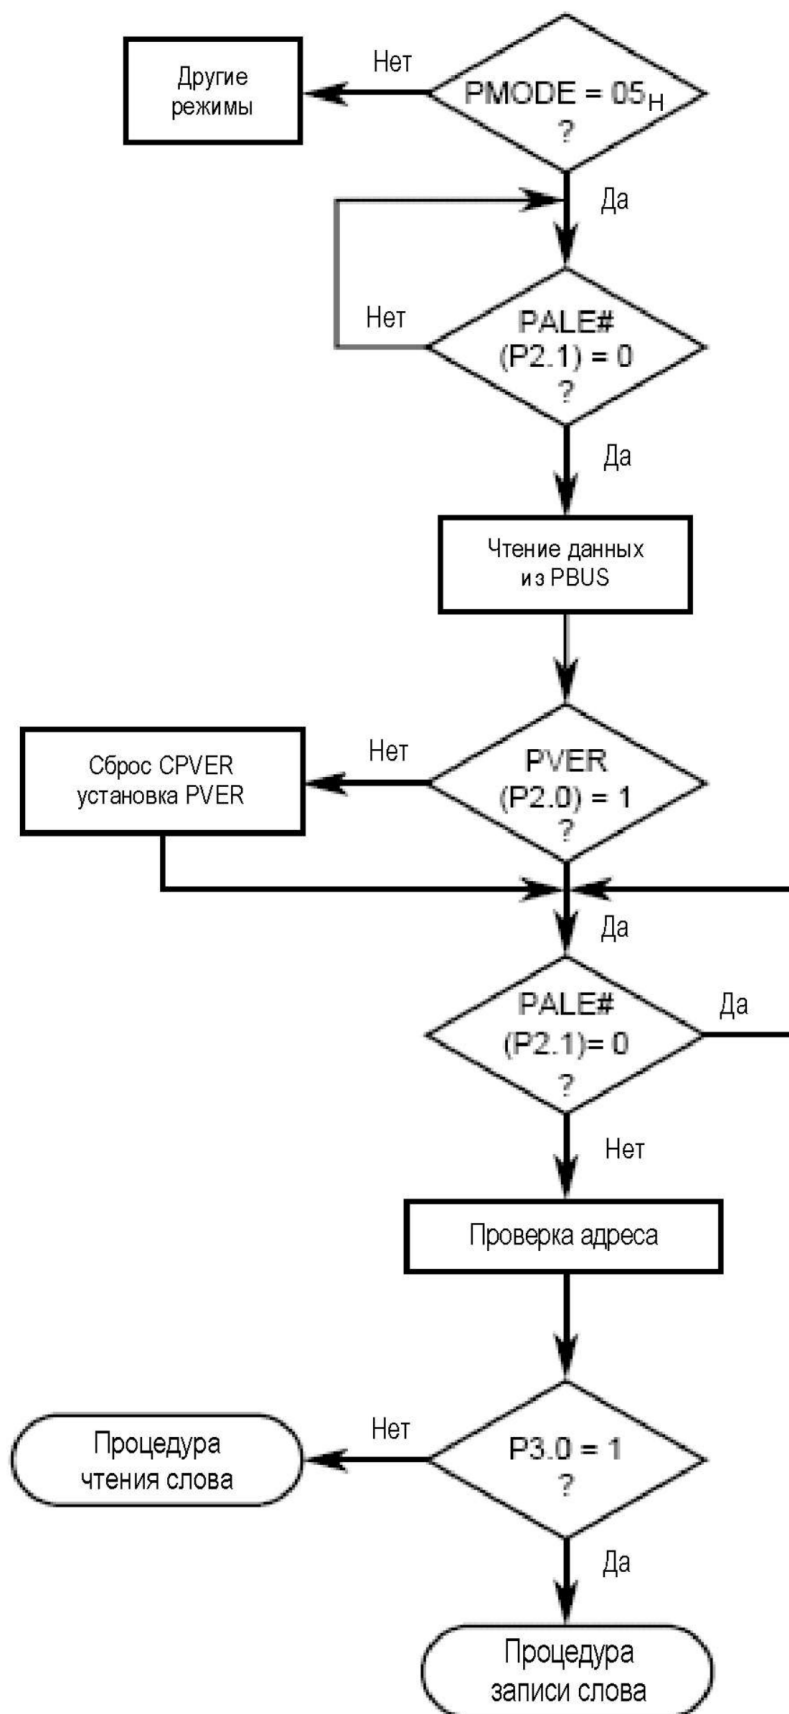 Другие
режимы
Нет
PMODE = 05H
?
Да
Нет
PALE#
(P2.1) = 0
?
Да
Чтение данных
из PBUS
Сброс CPVER
установка PVER
Нет
PVER
(P2.0) = 1
?
Да
PALE#
(P2.1)= 0
?
Да
Нет
Проверка адреса
Процедура
чтения слова
Нет
P3.0 = 1
?
Да
Процедура
записи слова